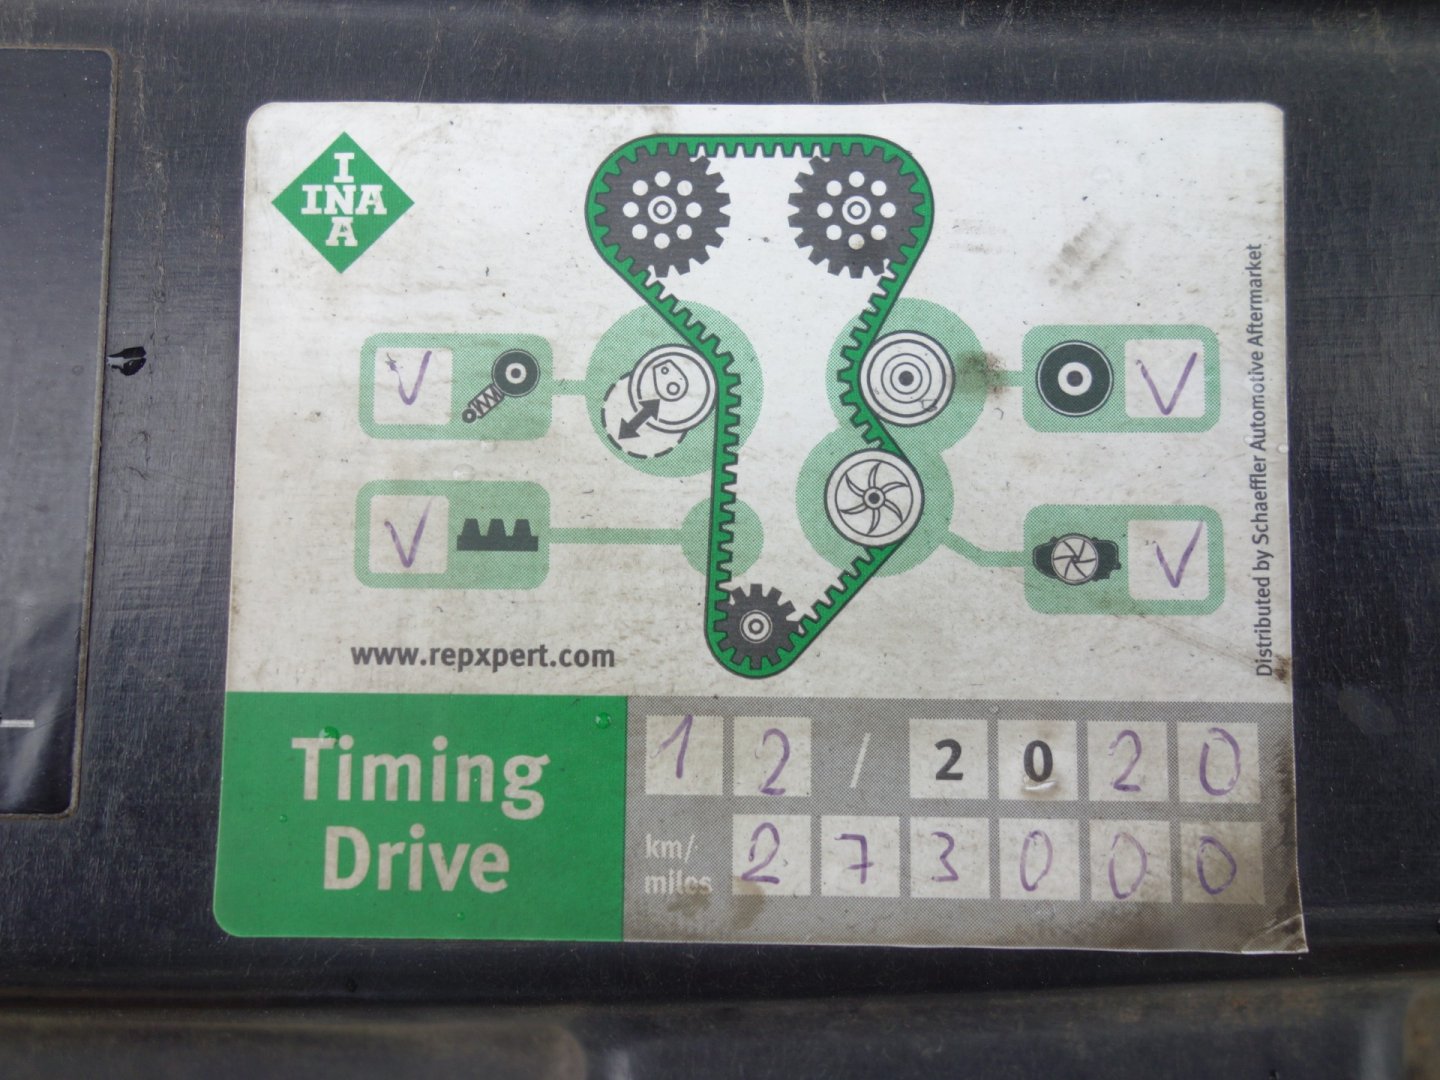 I
INA
A
www.repxpert.com
Distributed by Schaeffler Automotive Aftermarket
Timing
Drive
12 / 2020
km/
miles
273000